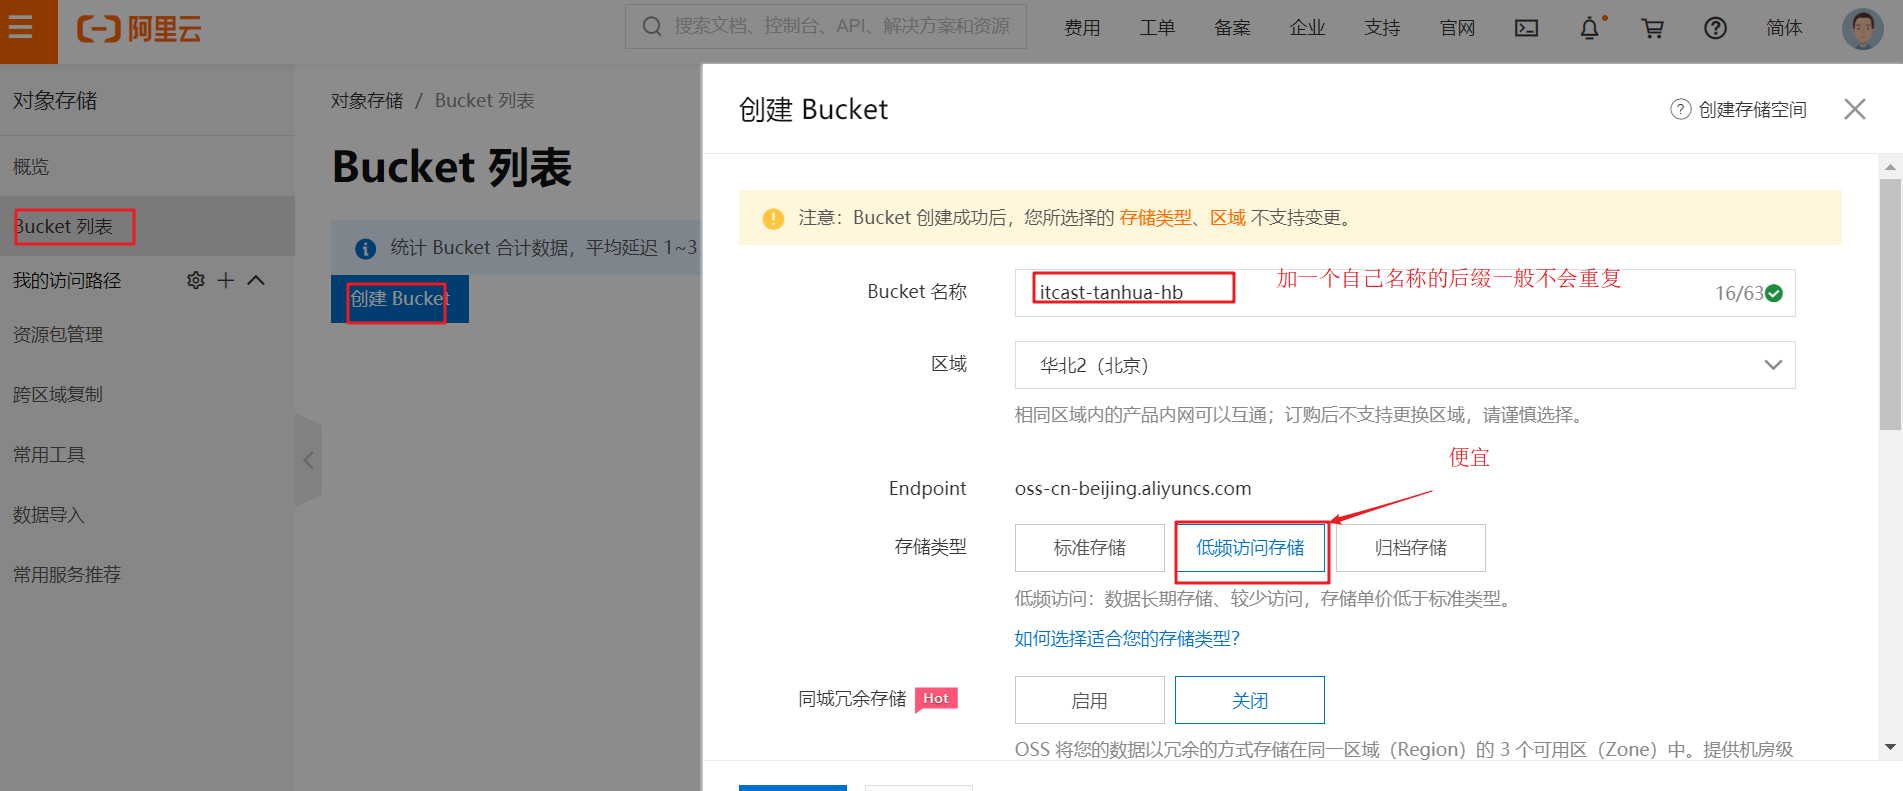 阿里云
搜索文档、控制台、API、解决方案和资源
费用
工单
备案
企业
支持
官网
简体
对象存储
概览
Bucket 列表
我的访问路径
资源包管理
跨区域复制
常用工具
数据导入
常用服务推荐
对象存储 / Bucket 列表
Bucket 列表
统计 Bucket 合计数据，平均延迟 1~3
创建 Bucket
创建 Bucket
创建存储空间
注意：Bucket 创建成功后，您所选择的 存储类型、区域 不支持变更。
Bucket 名称
itcast-tanhua-hb
加一个自己名称的后缀一般不会重复
16/63
区域
华北2（北京）
相同区域内的产品内网可以互通；订购后不支持更换区域，请谨慎选择。
便宜
Endpoint
oss-cn-beijing.aliyuncs.com
存储类型
标准存储
低频访问存储
归档存储
低频访问：数据长期存储、较少访问，存储单价低于标准类型。
如何选择适合您的存储类型？
同城冗余存储
Hot
启用
关闭
OSS 将您的数据以冗余的方式存储在同一区域（Region）的 3 个可用区（Zone）中。提供机房级